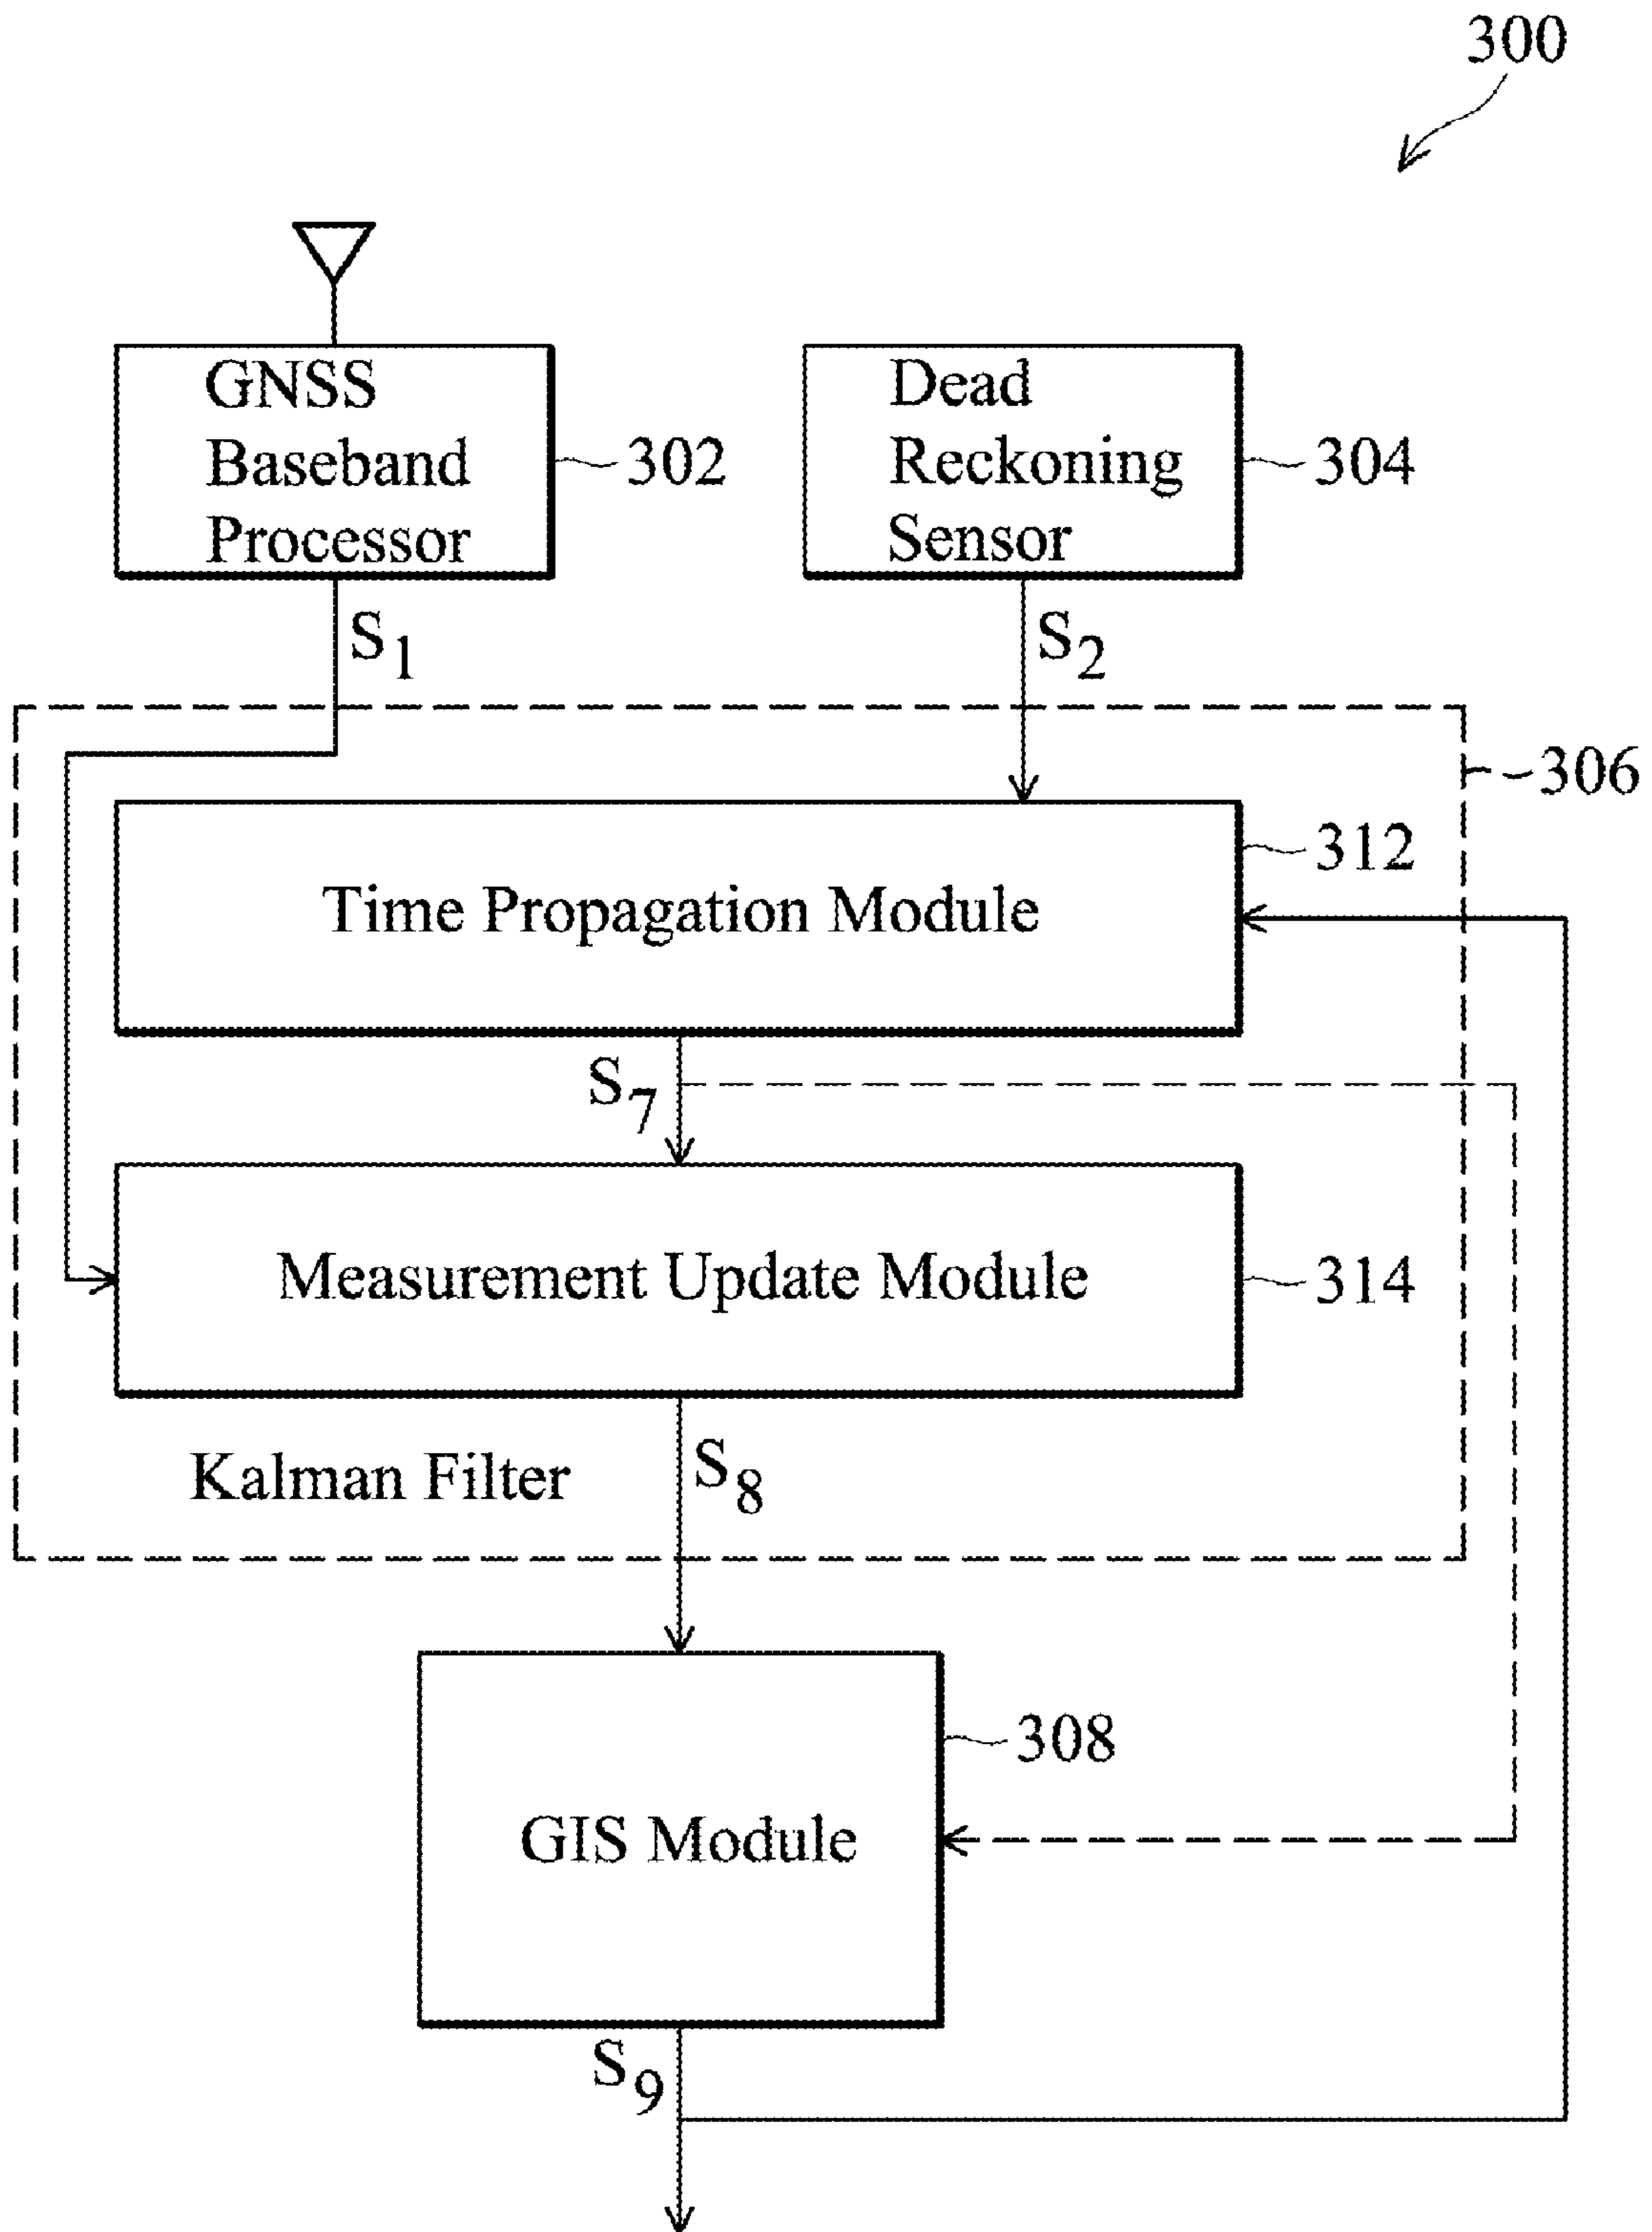 300
GNSS
Baseband
Processor
302
Dead
Reckoning
Sensor
304
S1
S2
306
312
Time Propagation Module
S7
Measurement Update Module
314
Kalman Filter
S8
308
GIS Module
S9